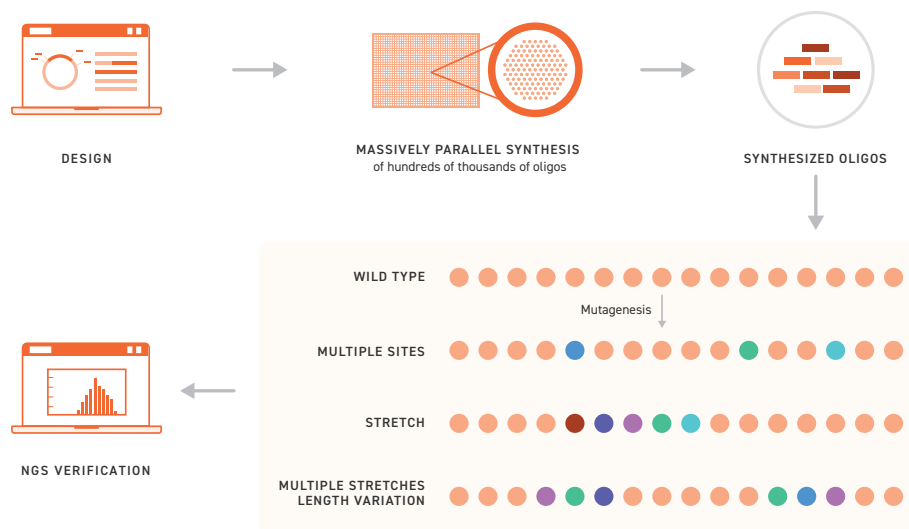 DESIGN
MASSIVELY PARALLEL SYNTHESIS
of hundreds of thousands of oligos
SYNTHESIZED OLIGOS
WILD TYPE
Mutagenesis
MULTIPLE SITES
STRETCH
NGS VERIFICATION
MULTIPLE STRETCHES
LENGTH VARIATION